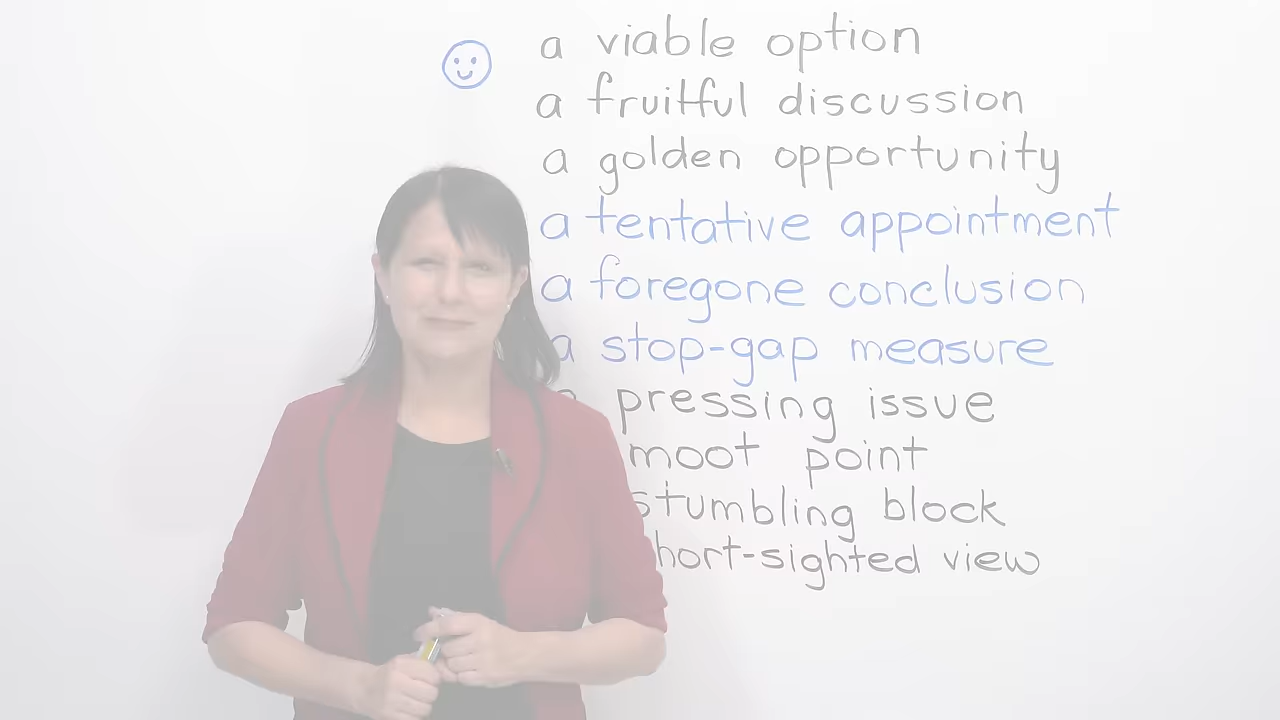 a viable option
a fruitful discussion
a golden opportunity
a tentative appointment
a foregone conclusion
a stop-gap measure
pressing issue
moot point
stumbling block
hort-sighted view